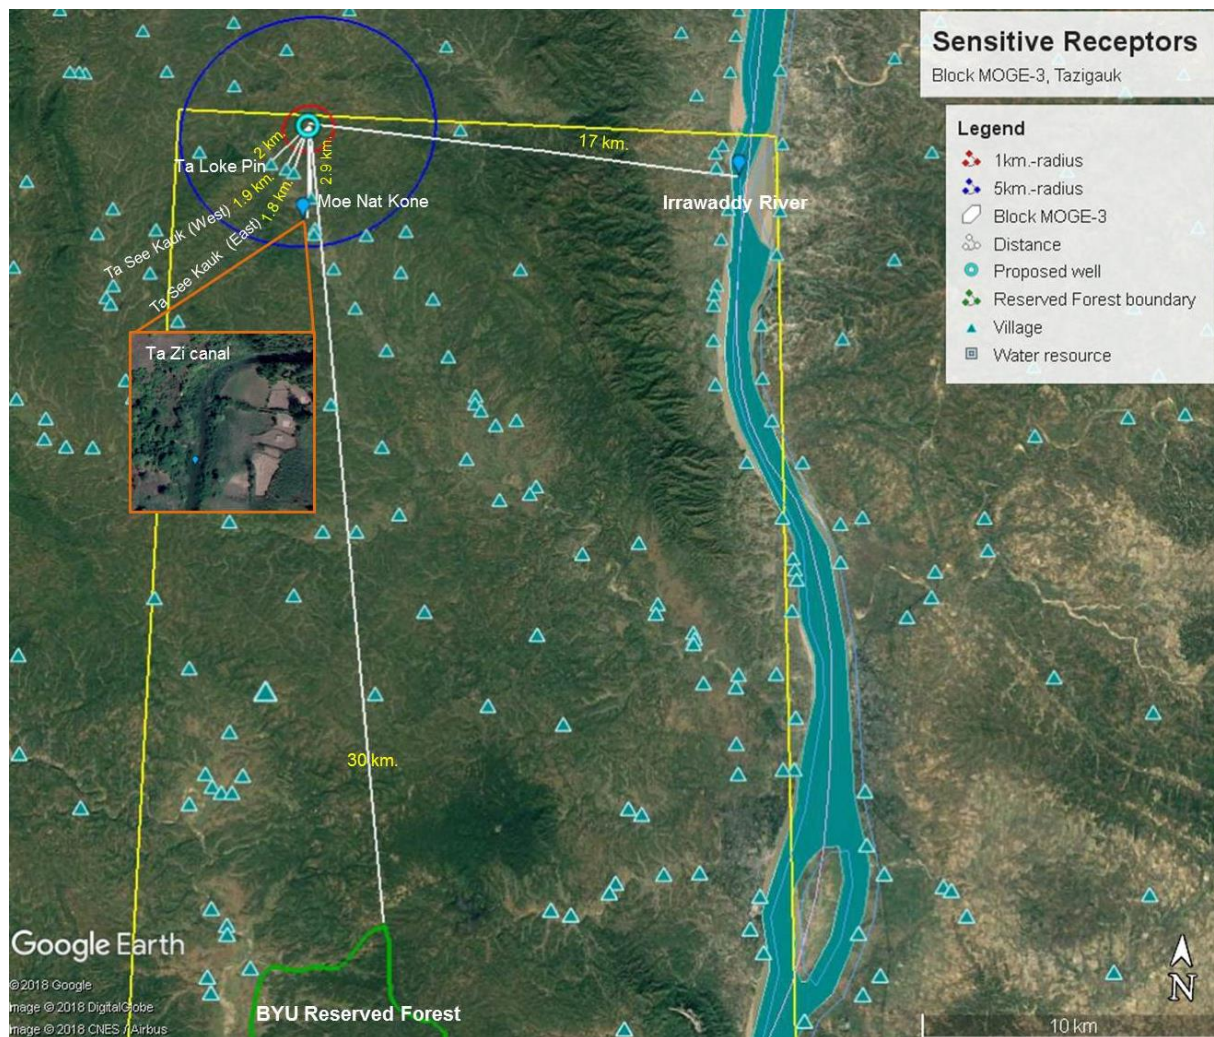 Sensitive Receptors
Block MOGE-3, Tazigauk
Legend
1km.-radius
5km.-radius
Block MOGE-3
Distance
Proposed well
Reserved Forest boundary
Village
Water resource
17 km.
2 km
2.9 km.
Ta Loke Pin
1.9 km.
1.8 km.
Moe Nat Kone
Irrawaddy River
Ta See Kauk (West)
Ta See Kauk (East)
Ta Zi canal
30 km.
Google Earth
© 2018 Google
Image © 2018 DigitalGlobe
Image © 2018 CNES / Airbus
BYU Reserved Forest
N
10 km